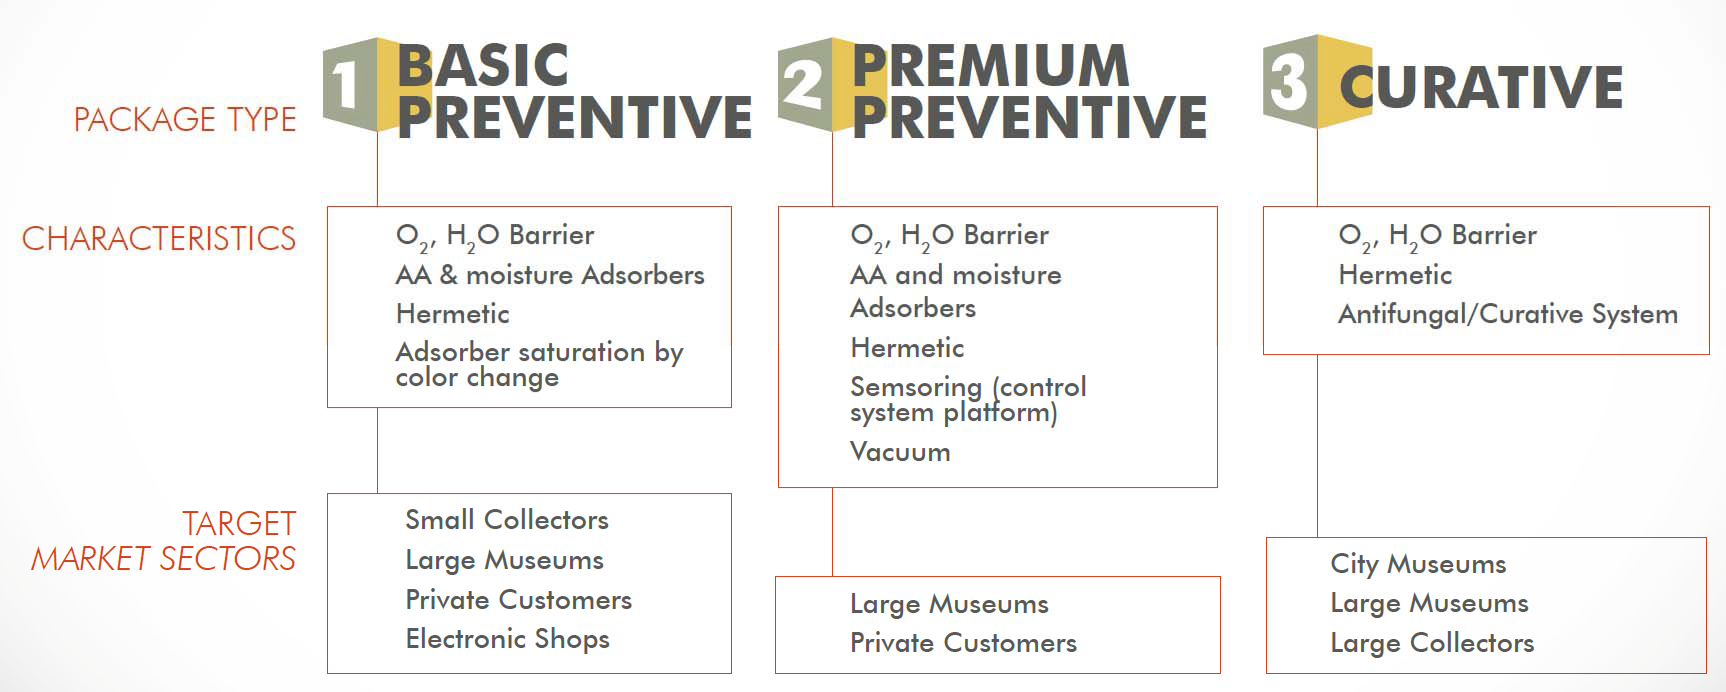 PACKAGE TYPE
1 BASIC
PREVENTIVE
2 PREMIUM
PREVENTIVE
3 CURATIVE
CHARACTERISTICS
O₂, H₂O Barrier
AA & moisture Adsorbers
Hermetic
Adsorber saturation by
color change
O₂, H₂O Barrier
AA and moisture
Adsorbers
Hermetic
Semsoring (control
system platform)
Vacuum
O₂, H₂O Barrier
Hermetic
Antifungal/Curative System
TARGET
MARKET SECTORS
Small Collectors
Large Museums
Private Customers
Electronic Shops
Large Museums
Private Customers
City Museums
Large Museums
Large Collectors